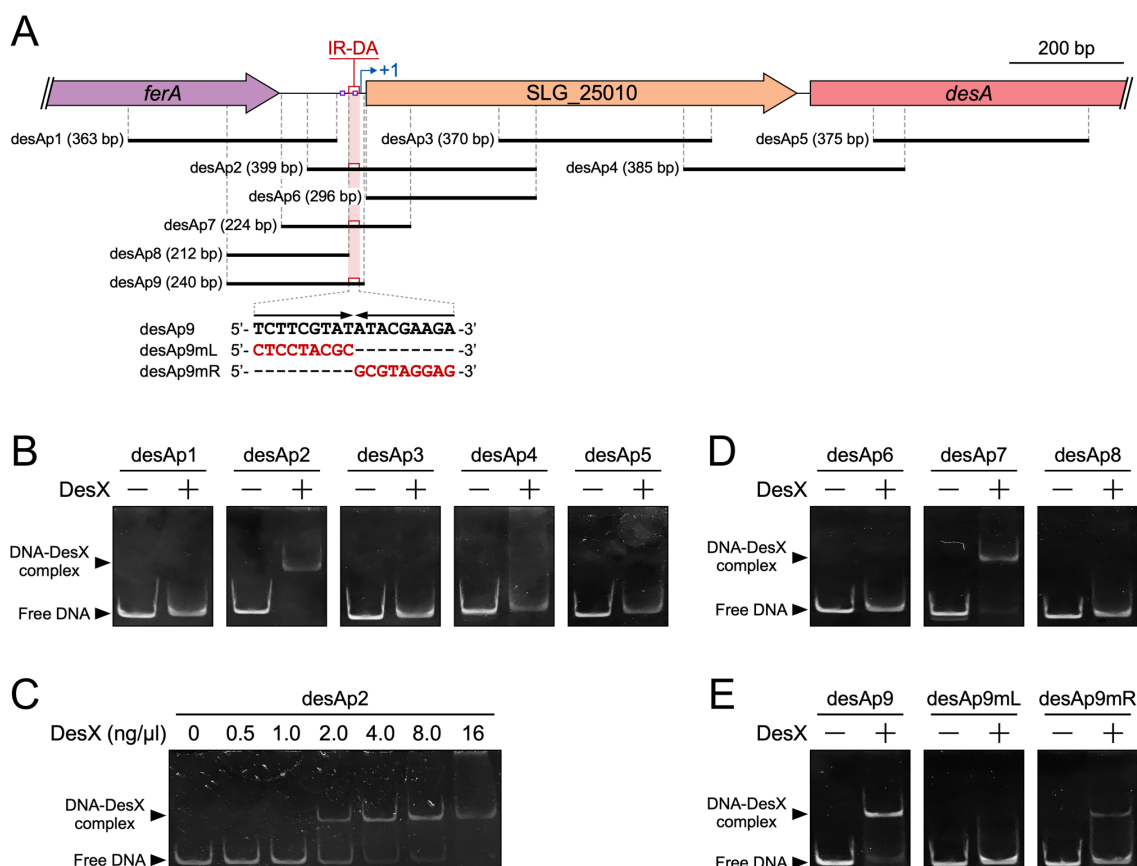 A
IR-DA
+1
200 bp
ferA
SLG_25010
desA
desAp1 (363 bp)
desAp3 (370 bp)
desAp5 (375 bp)
desAp2 (399 bp)
desAp4 (385 bp)
desAp6 (296 bp)
desAp7 (224 bp)
desAp8 (212 bp)
desAp9 (240 bp)
desAp9 5’- TCTTCGTATATACGAAGA -3’
desAp9mL 5’- CTCCTACGC--------- -3’
desAp9mR 5’- ---------GCGTAGGAG -3’
B
desAp1 desAp2 desAp3 desAp4 desAp5
DesX — + — + — + — + — +
DNA-DesX
complex
Free DNA
D
desAp6 desAp7 desAp8
DesX — + — + — +
DNA-DesX
complex
Free DNA
C
desAp2
DesX (ng/µl) 0 0.5 1.0 2.0 4.0 8.0 16
DNA-DesX
complex
Free DNA
E
desAp9 desAp9mL desAp9mR
DesX — + — + — +
DNA-DesX
complex
Free DNA